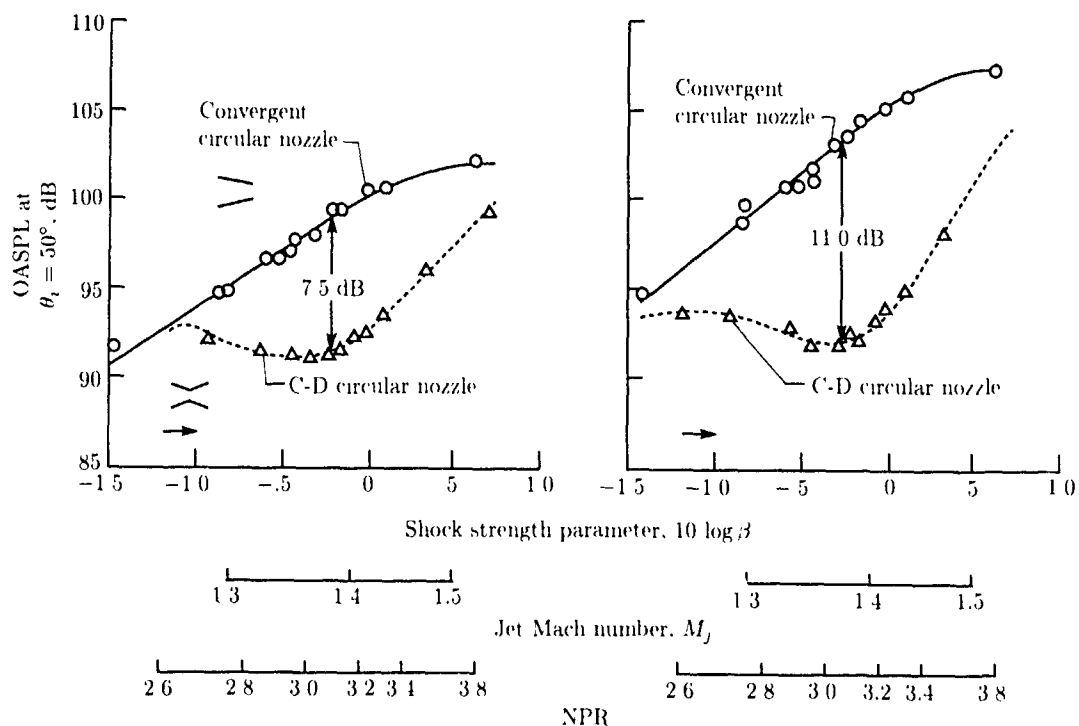 110
105
100
95
90
85
OASPL at
θι = 50°. dB
Convergent
circular nozzle
7 5 dB
C-D circular nozzle
-1 5
-1 0
-.5
0
5
1 0
Convergent
circular nozzle
11 0 dB
C-D circular nozzle
-1 5
-1 0
-5
0
5
1 0
Shock strength parameter, 10 log β
1 3
1 4
1.5
1 3
1 4
1.5
Jet Mach number, Mj
2 6
2 8
3 0
3 2
3 4
3 8
2 6
2 8
3 0
3.2
3.4
3 8
NPR